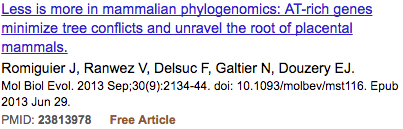 Less is more in mammalian phylogenomics: AT-rich genes
minimize tree conflicts and unravel the root of placental
mammals.
Romiguier J, Ranwez V, Delsuc F, Galtier N, Douzery EJ.
Mol Biol Evol. 2013 Sep;30(9):2134-44. doi: 10.1093/molbev/mst116. Epub
2013 Jun 29.
PMID: 23813978 Free Article